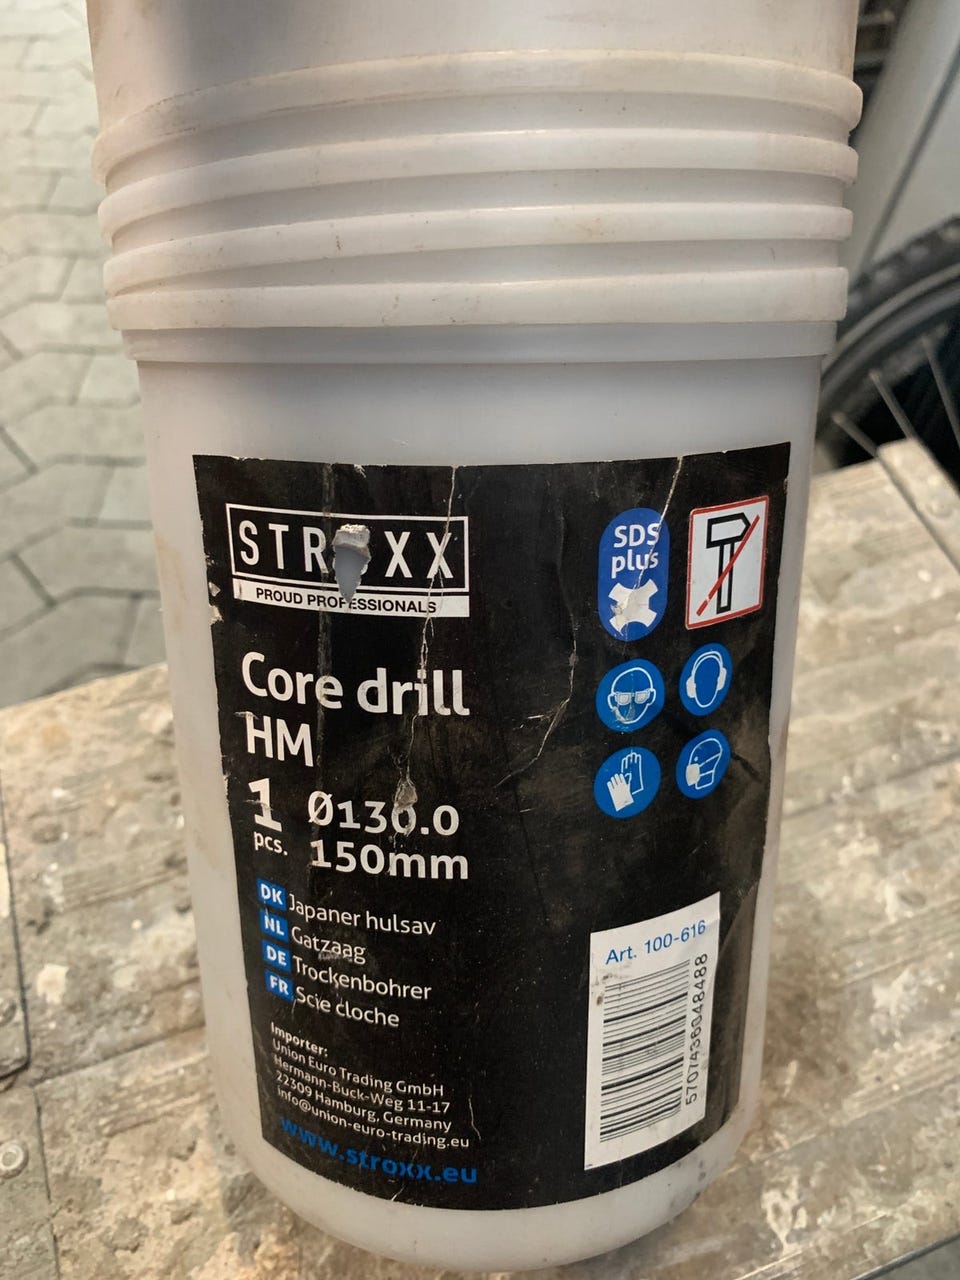 STROXX
PROUD PROFESSIONALS
SDS
plus
Core drill
HM
1 pcs.
Ø130.0
150mm
DK Japaner hulsav
NL Gatzaag
DE Trockenbohrer
FR Scie cloche
Importer:
Union Euro Trading GmbH
Hermann-Buck-Weg 11-17
22309 Hamburg, Germany
info@union-euro-trading.eu
www.stroxx.eu
Art. 100-616
5707436048488